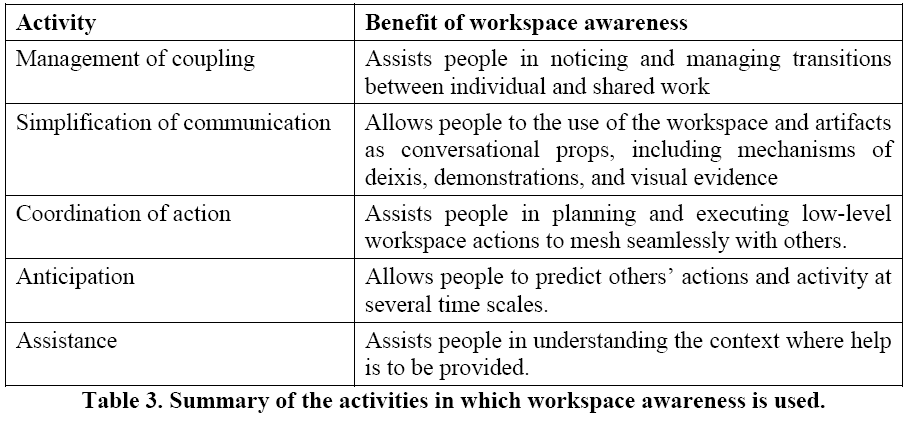 Activity Benefit of workspace awareness
Management of coupling Assists people in noticing and managing transitions
between individual and shared work
Simplification of communication Allows people to the use of the workspace and artifacts
as conversational props, including mechanisms of
deixis, demonstrations, and visual evidence
Coordination of action Assists people in planning and executing low-level
workspace actions to mesh seamlessly with others.
Anticipation Allows people to predict others’ actions and activity at
several time scales.
Assistance Assists people in understanding the context where help
is to be provided.
Table 3. Summary of the activities in which workspace awareness is used.